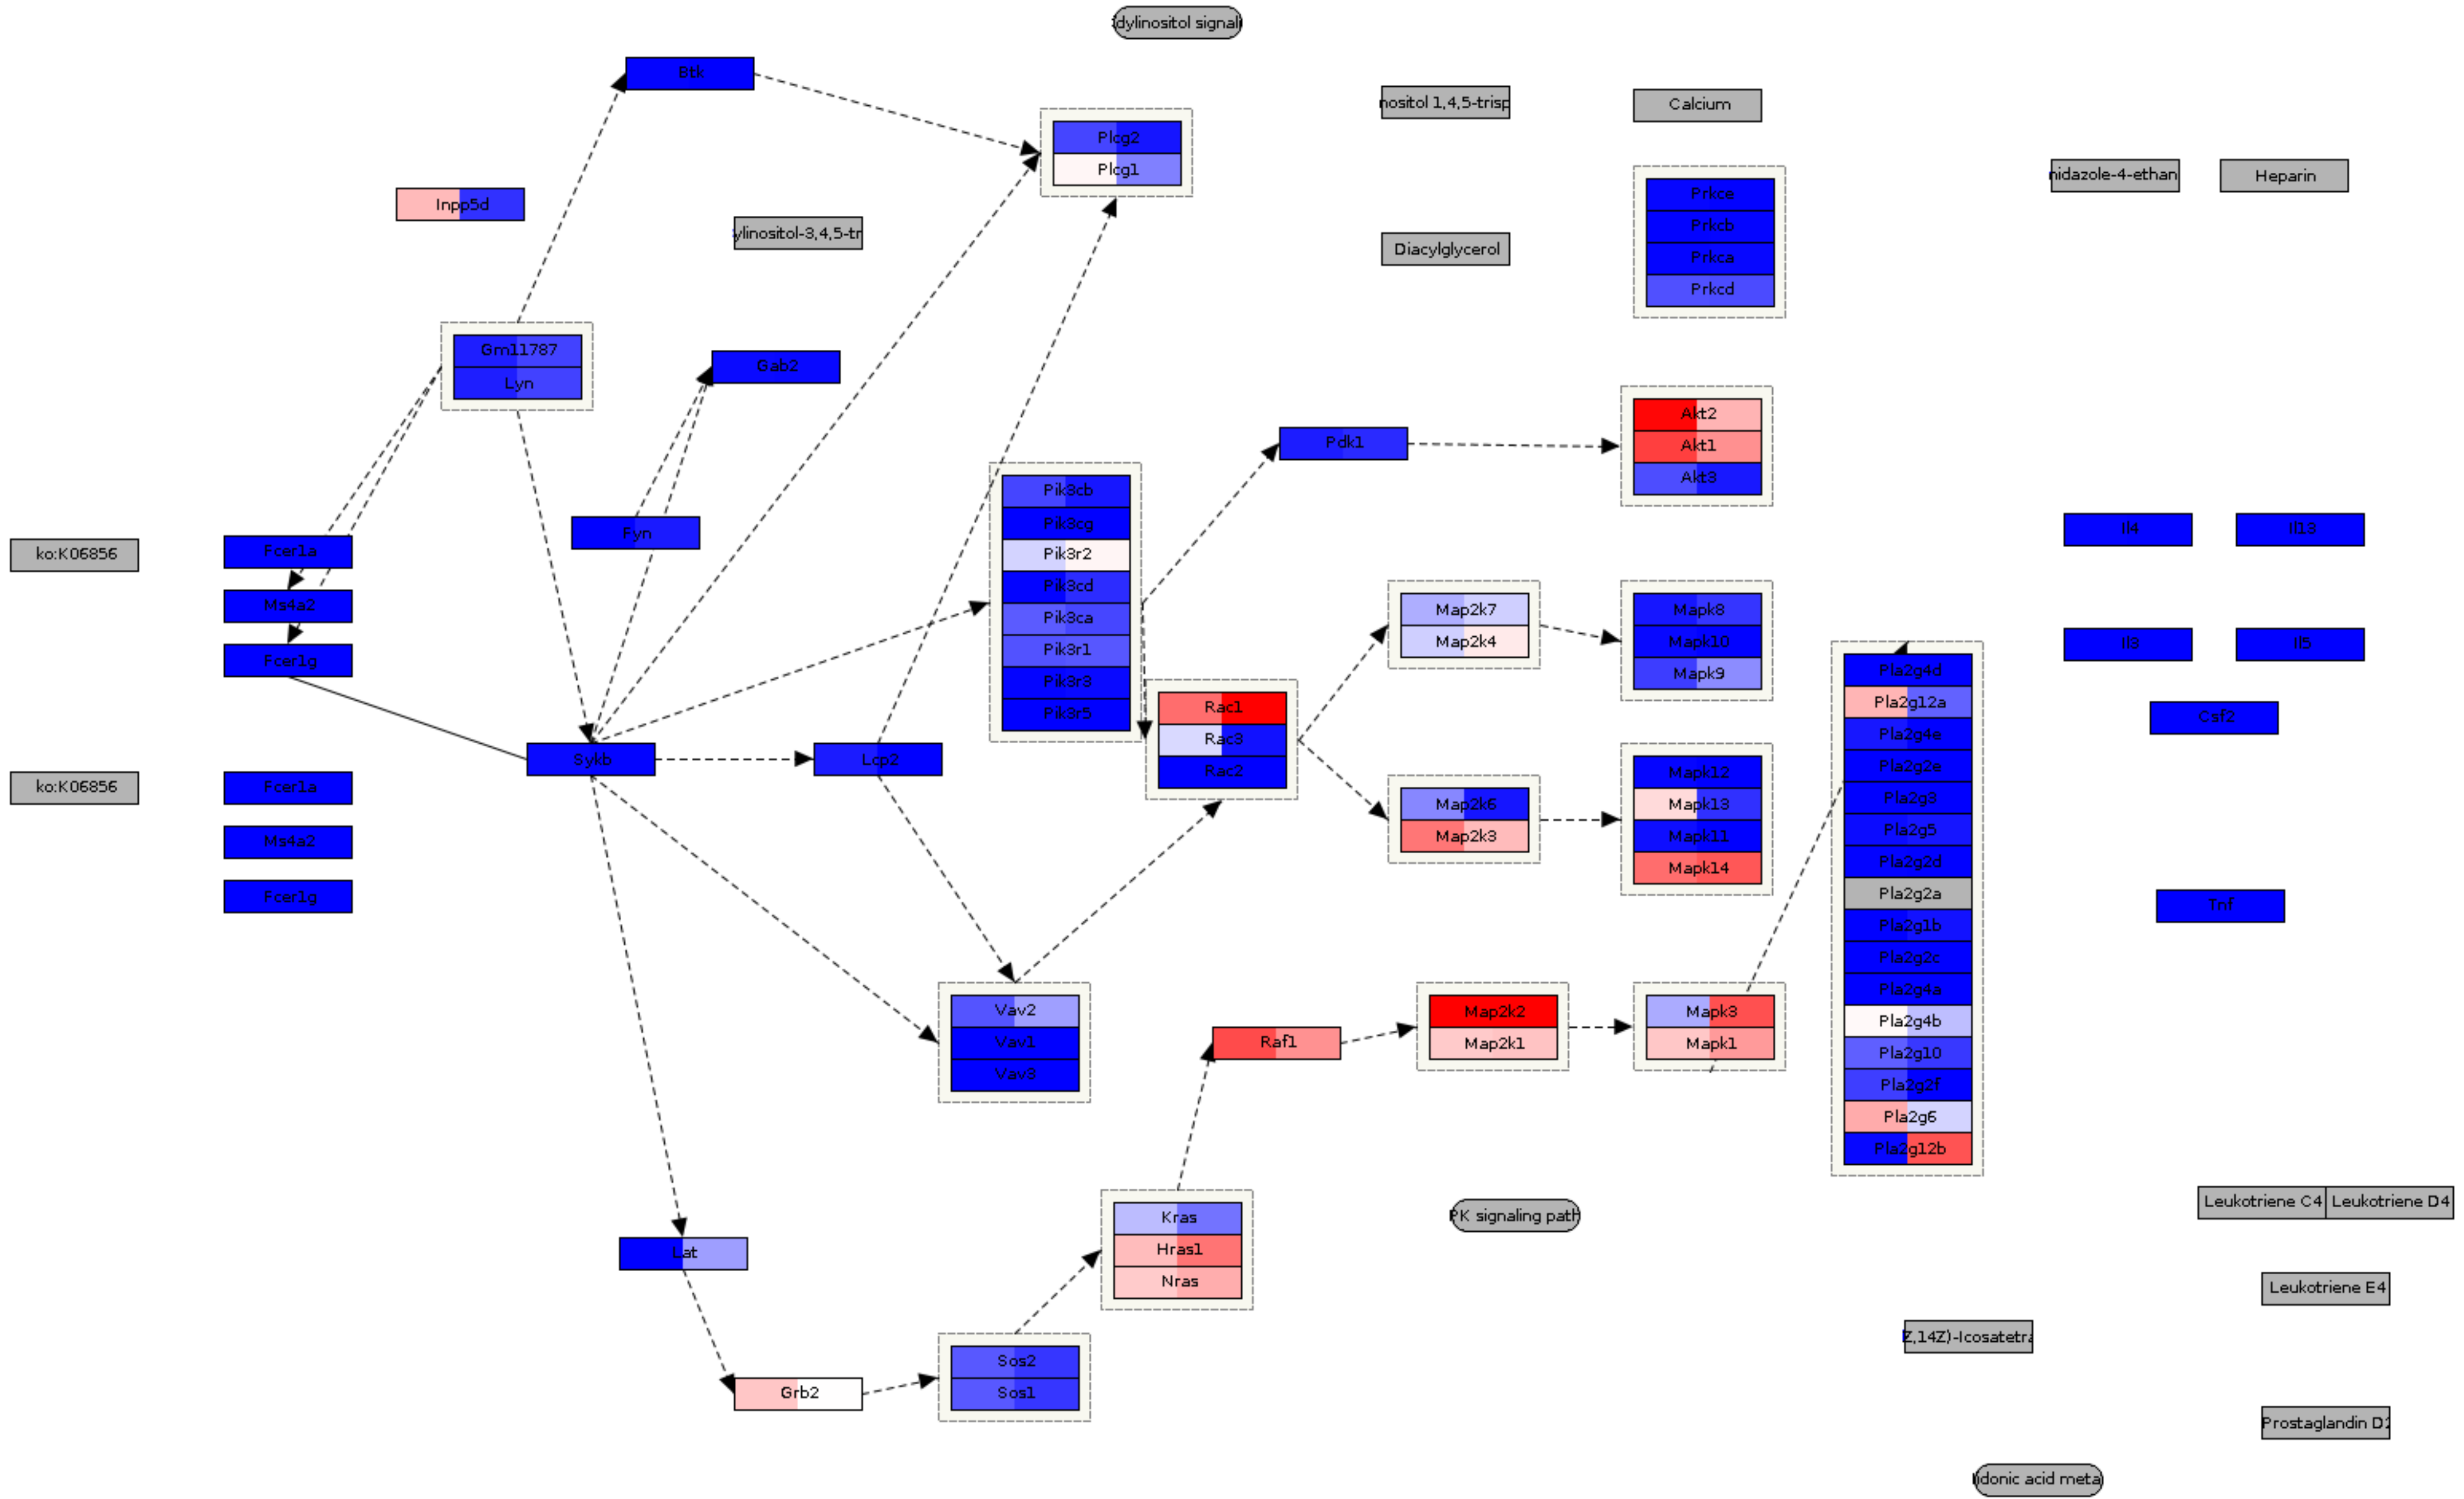 dylinositol signali
Btk
nositol 1,4,5-trisp
Calcium
Plcg2
Plcg1
nidazole-4-ethan
Heparin
Inpp5d
ylinositol-3,4,5-tr
Diacylglycerol
Prkce
Prkcb
Prkca
Prkcd
Gm11787
Lyn
Gab2
Pdk1
Akt2
Akt1
Akt3
Pik3cb
Pik3cg
Pik3r2
Pik3cd
Pik3ca
Pik3r1
Pik3r3
Pik3r5
Fyn
ko:K06856
Fcer1a
Ms4a2
Fcer1g
Il4
Il13
Il3
Il5
Map2k7
Map2k4
Mapk8
Mapk10
Mapk9
Rac1
Rac3
Rac2
Sykb
Lcp2
Csf2
ko:K06856
Fcer1a
Ms4a2
Fcer1g
Map2k6
Map2k3
Mapk12
Mapk13
Mapk11
Mapk14
Pla2g4d
Pla2g12a
Pla2g4e
Pla2g2e
Pla2g3
Pla2g5
Pla2g2d
Pla2g2a
Pla2g1b
Pla2g2c
Pla2g4a
Pla2g4b
Pla2g10
Pla2g2f
Pla2g6
Pla2g12b
Tnf
Vav2
Vav1
Vav3
Raf1
Map2k2
Map2k1
Mapk3
Mapk1
Kras
Hras1
Nras
PK signaling path
Leukotriene C4
Leukotriene D4
Lat
Leukotriene E4
Z,14Z)-Icosatetra
Sos2
Sos1
Grb2
Prostaglandin D2
idonic acid meta